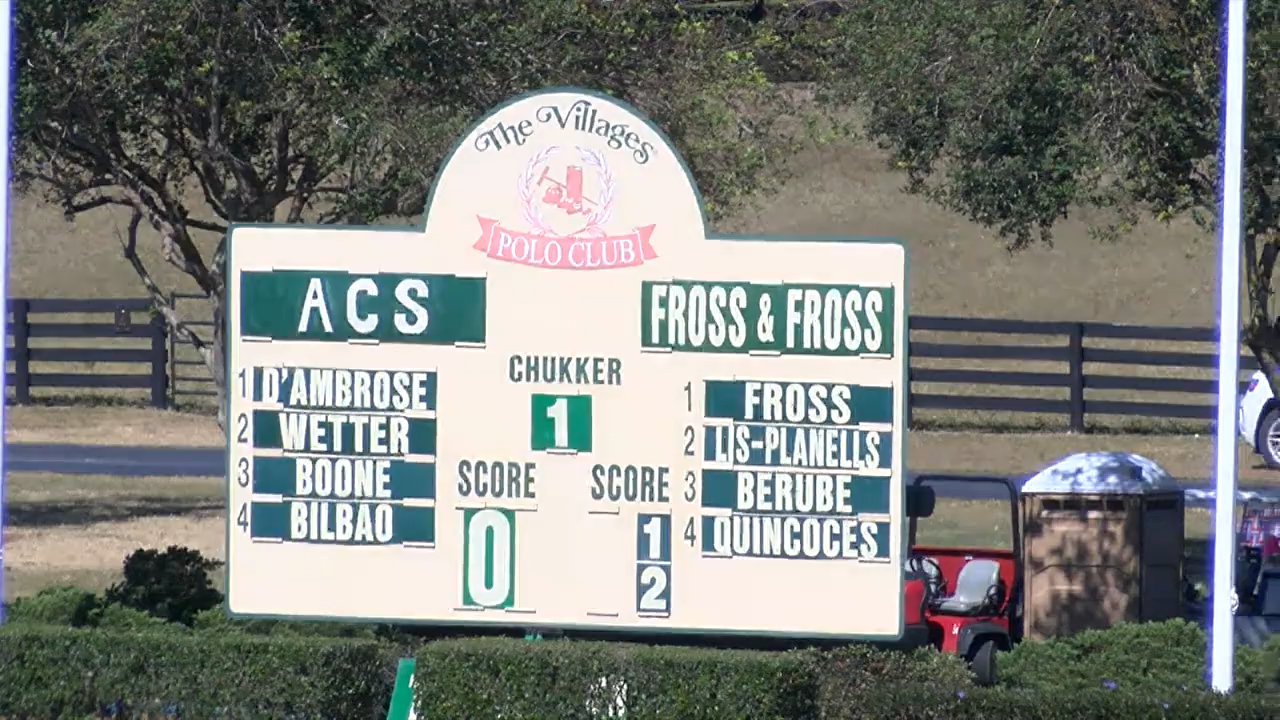 The Villages
POLO CLUB
ACS
FROSS & FROSS
CHUKKER
1
1 D'AMBROSE
2 WETTER
3 BOONE
4 BILBAO
SCORE
0
SCORE
1
2
1 FROSS
2 LIS-PLANELLS
3 BERUBE
4 QUINCOCES